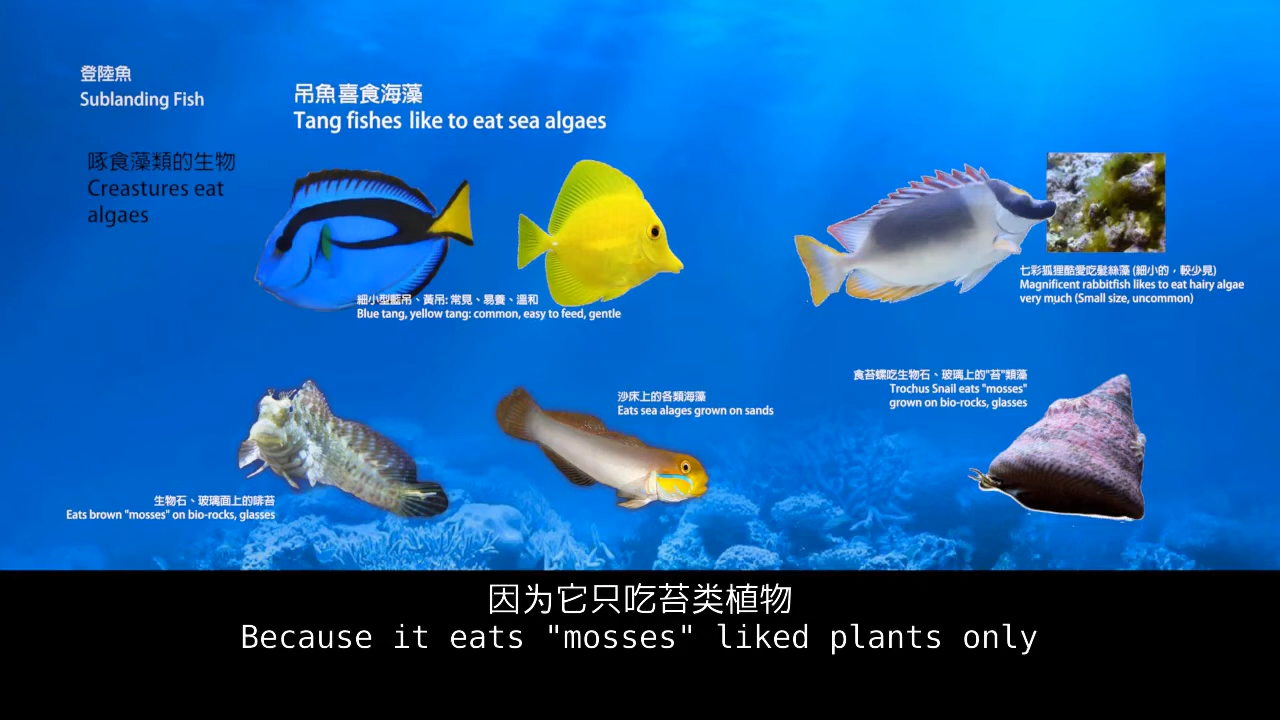 登陸魚
Sublanding Fish
吊魚喜食海藻
Tang fishes like to eat sea algaes
啄食藻類的生物
Creastures eat
algaes
細小型藍吊、黃吊: 常見、易養、溫和
Blue tang, yellow tang: common, easy to feed, gentle
七彩狐狸酷愛吃髮絲藻 (細小的，較少見)
Magnificent rabbitfish likes to eat hairy algae
very much (Small size, uncommon)
生物石、玻璃面上的啡苔
Eats brown "mosses" on bio-rocks, glasses
沙床上的各類海藻
Eats sea alages grown on sands
食苔螺吃生物石、玻璃上的"苔"類藻
Trochus Snail eats "mosses"
grown on bio-rocks, glasses
因为它只吃苔类植物
Because it eats "mosses" liked plants only